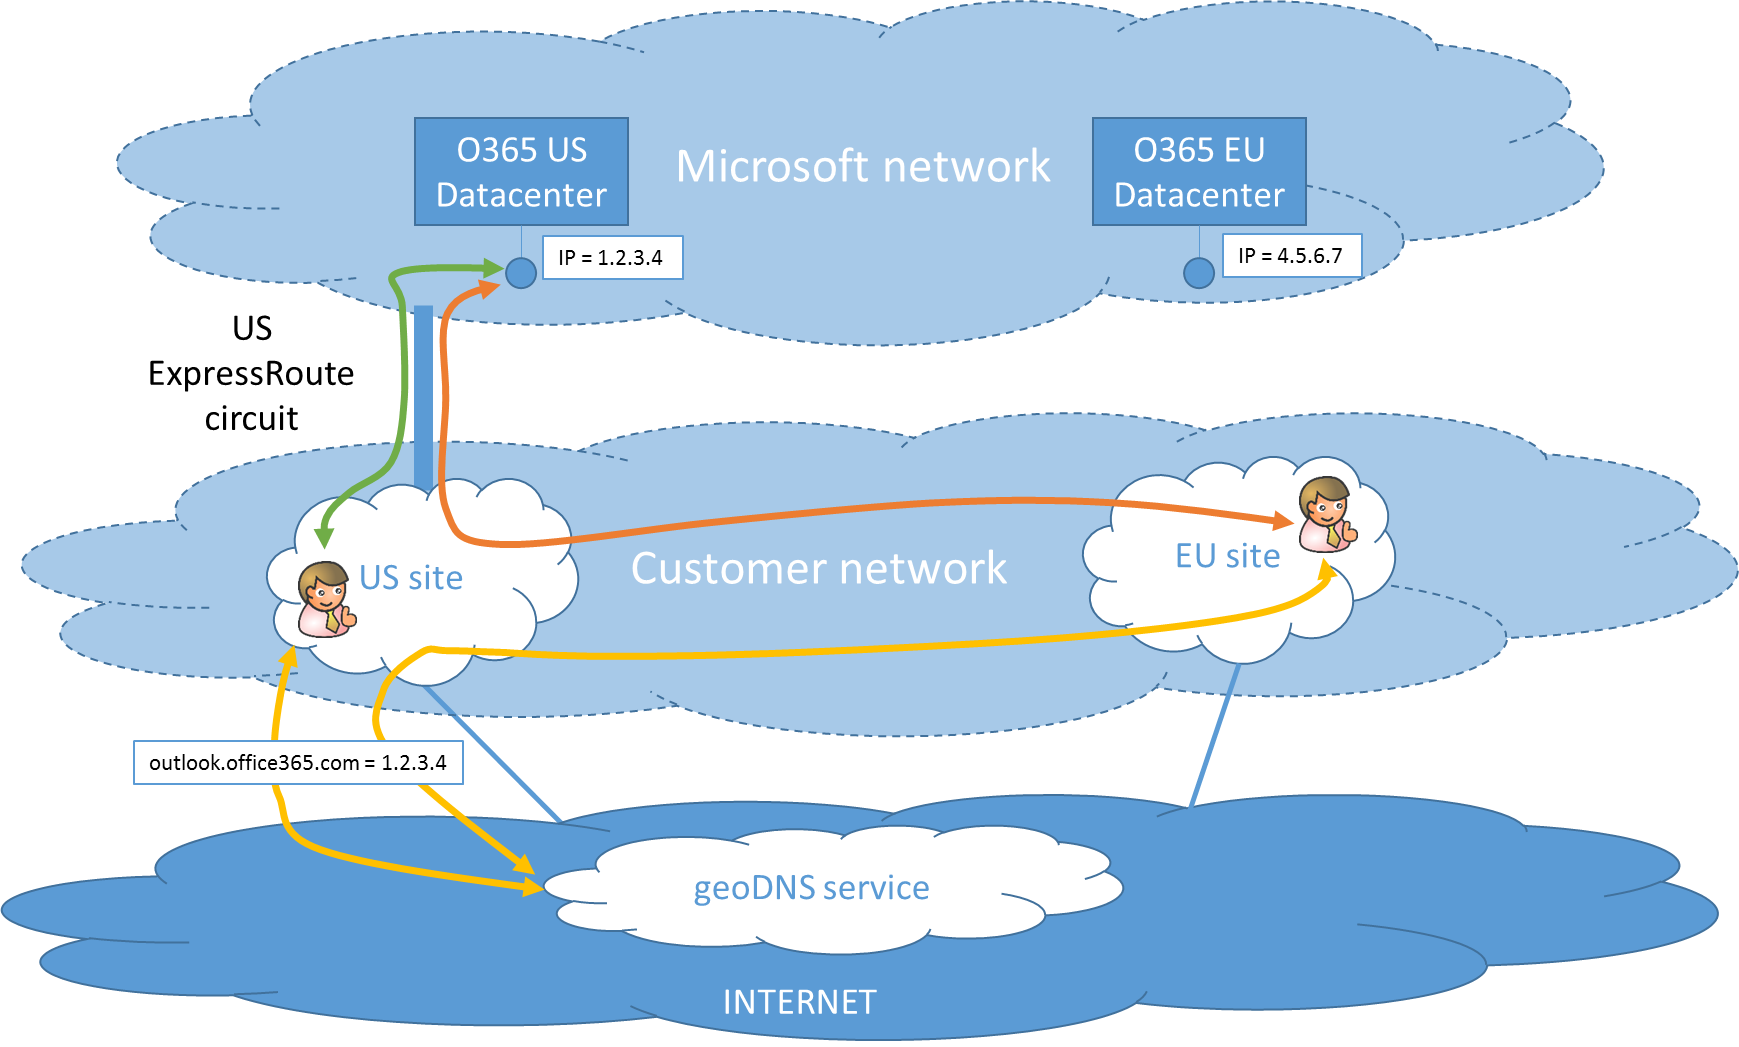 O365 US
Datacenter
Microsoft network
O365 EU
Datacenter
IP = 1.2.3.4
IP = 4.5.6.7
US
ExpressRoute
circuit
US site
Customer network
EU site
outlook.office365.com = 1.2.3.4
geoDNS service
INTERNET